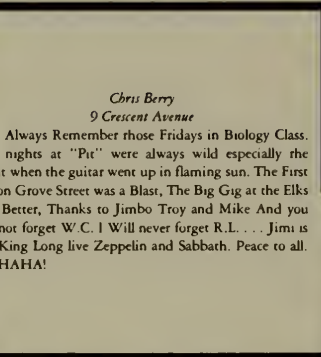 Chris Berry
9 Crescent Avenue
Always Remember those Fridays in Biology Class.
nights at "Pit" were always wild especially the
t when the guitar went up in flaming sun. The First
on Grove Street was a Blast, The Big Gig at the Elks
Better, Thanks to Jimbo Troy and Mike And you
not forget W.C. I Will never forget R.L. . . . Jimi is
King Long live Zeppelin and Sabbath. Peace to all.
HAHA!